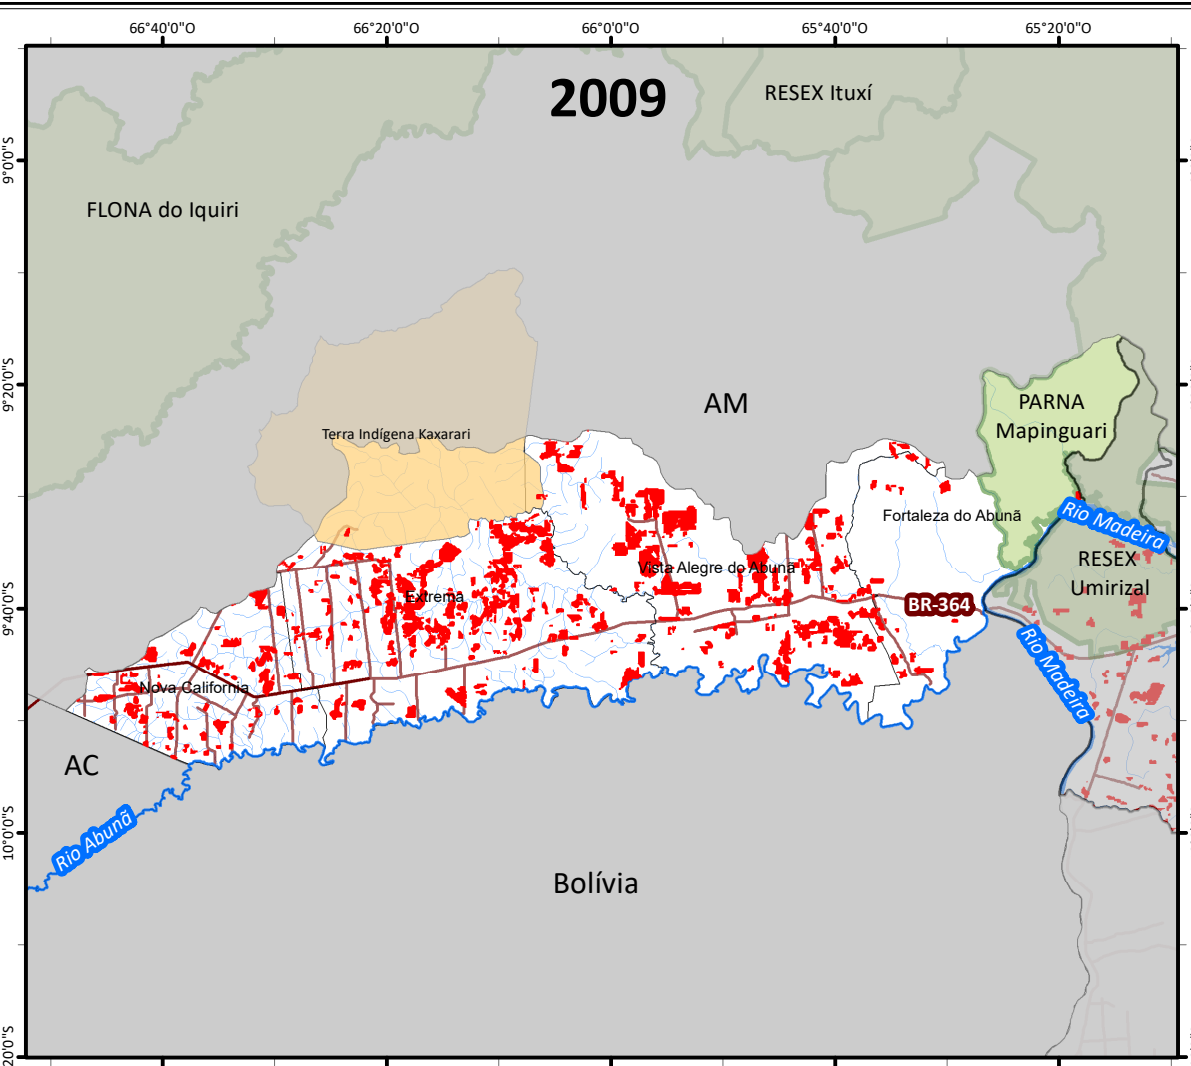 66°40'0"O
66°20'0"O
66°0'0"O
65°40'0"O
65°20'0"O
2009
RESEX Ituxí
9°0'0"S
FLONA do Iquiri
9°20'0"S
AM
PARNA
Mapinguari
Terra Indígena Kaxarari
Fortaleza do Abunã
Rio Madeira
Vista Alegre do Abunã
RESEX
Umirizal
9°40'0"S
Extrema
BR-364
Rio Madeira
Nova California
AC
10°0'0"S
Rio Abunã
Bolívia
20'0"S